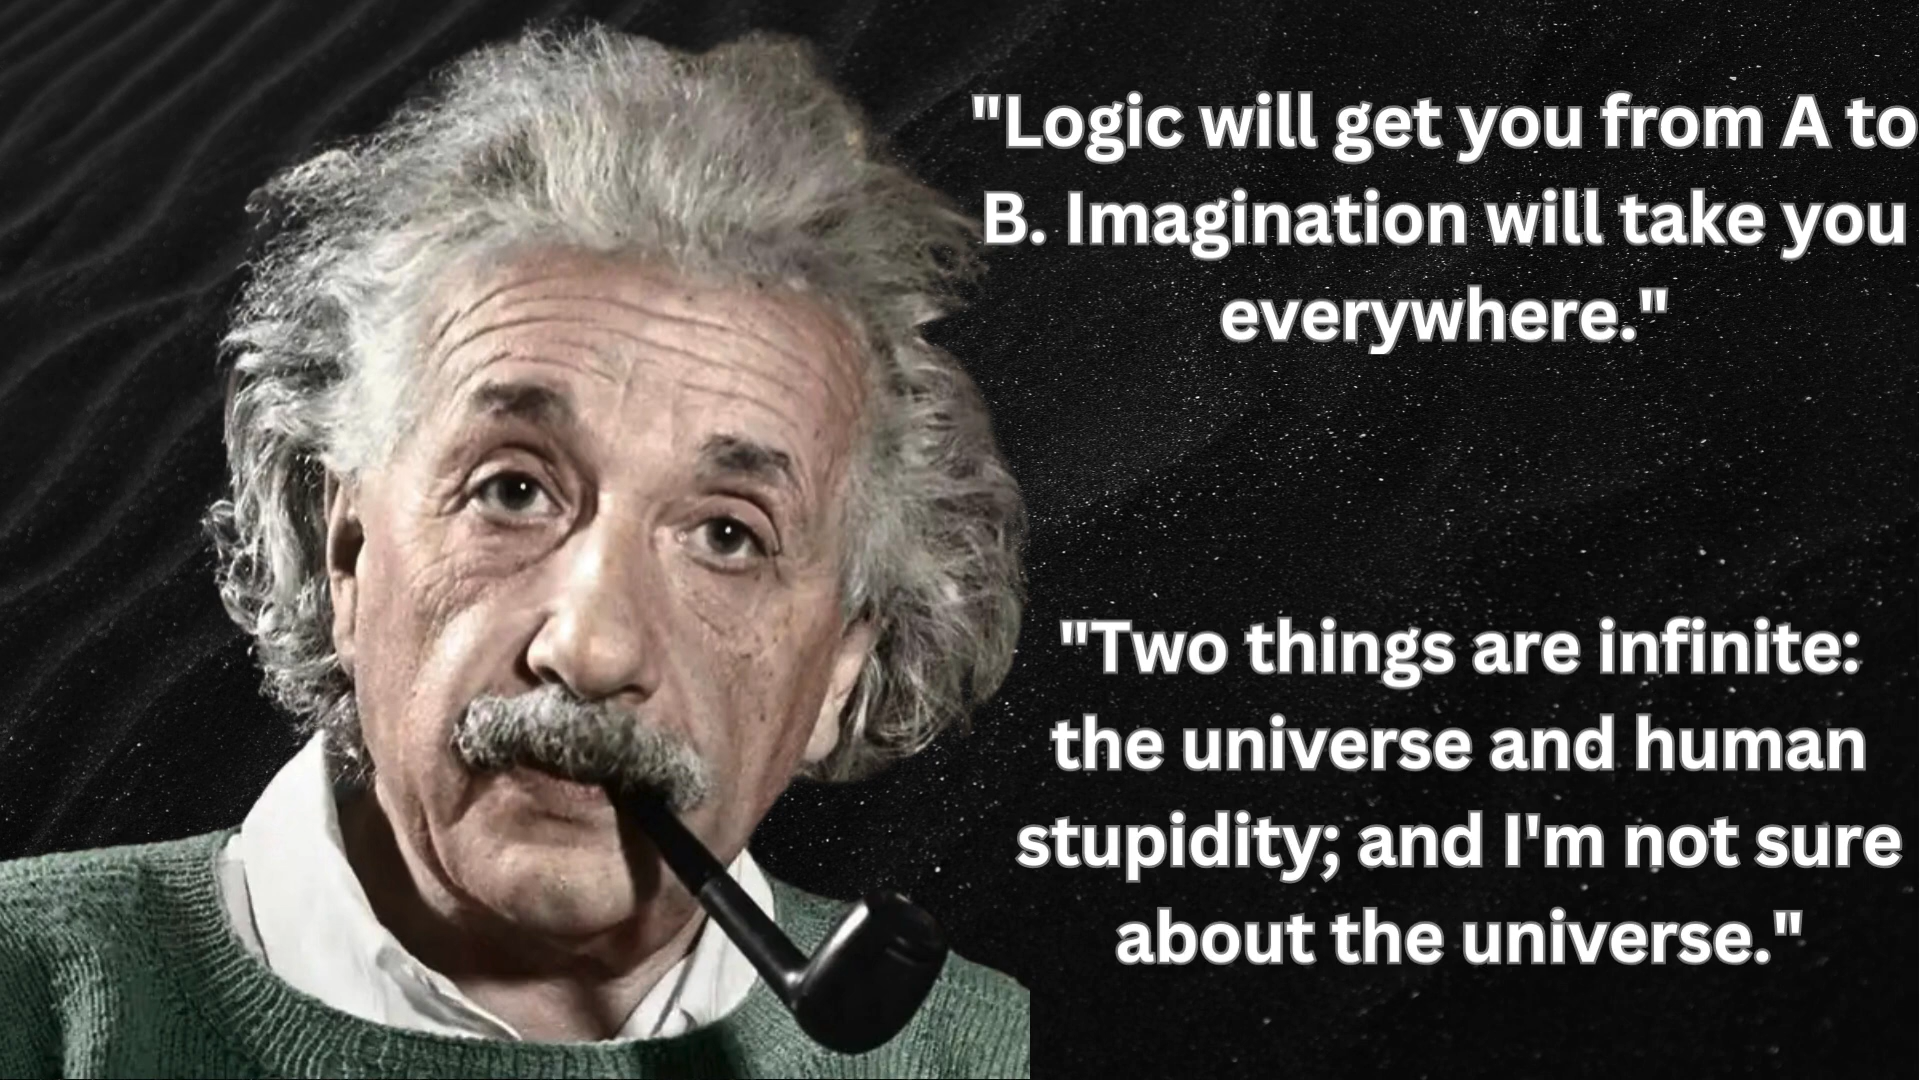 "Logic will get you from A to
B. Imagination will take you
everywhere."
"Two things are infinite:
the universe and human
stupidity; and I'm not sure
about the universe."